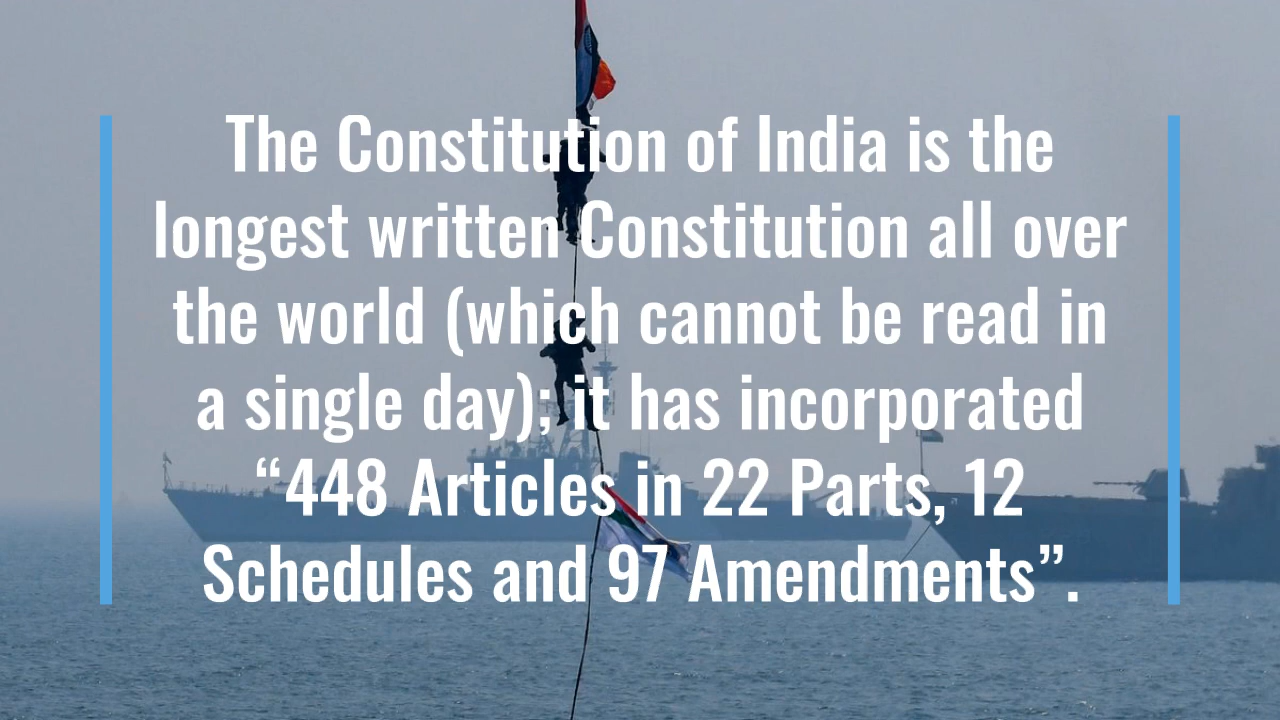 The Constitution of India is the
longest written Constitution all over
the world (which cannot be read in
a single day); it has incorporated
“448 Articles in 22 Parts, 12
Schedules and 97 Amendments”.